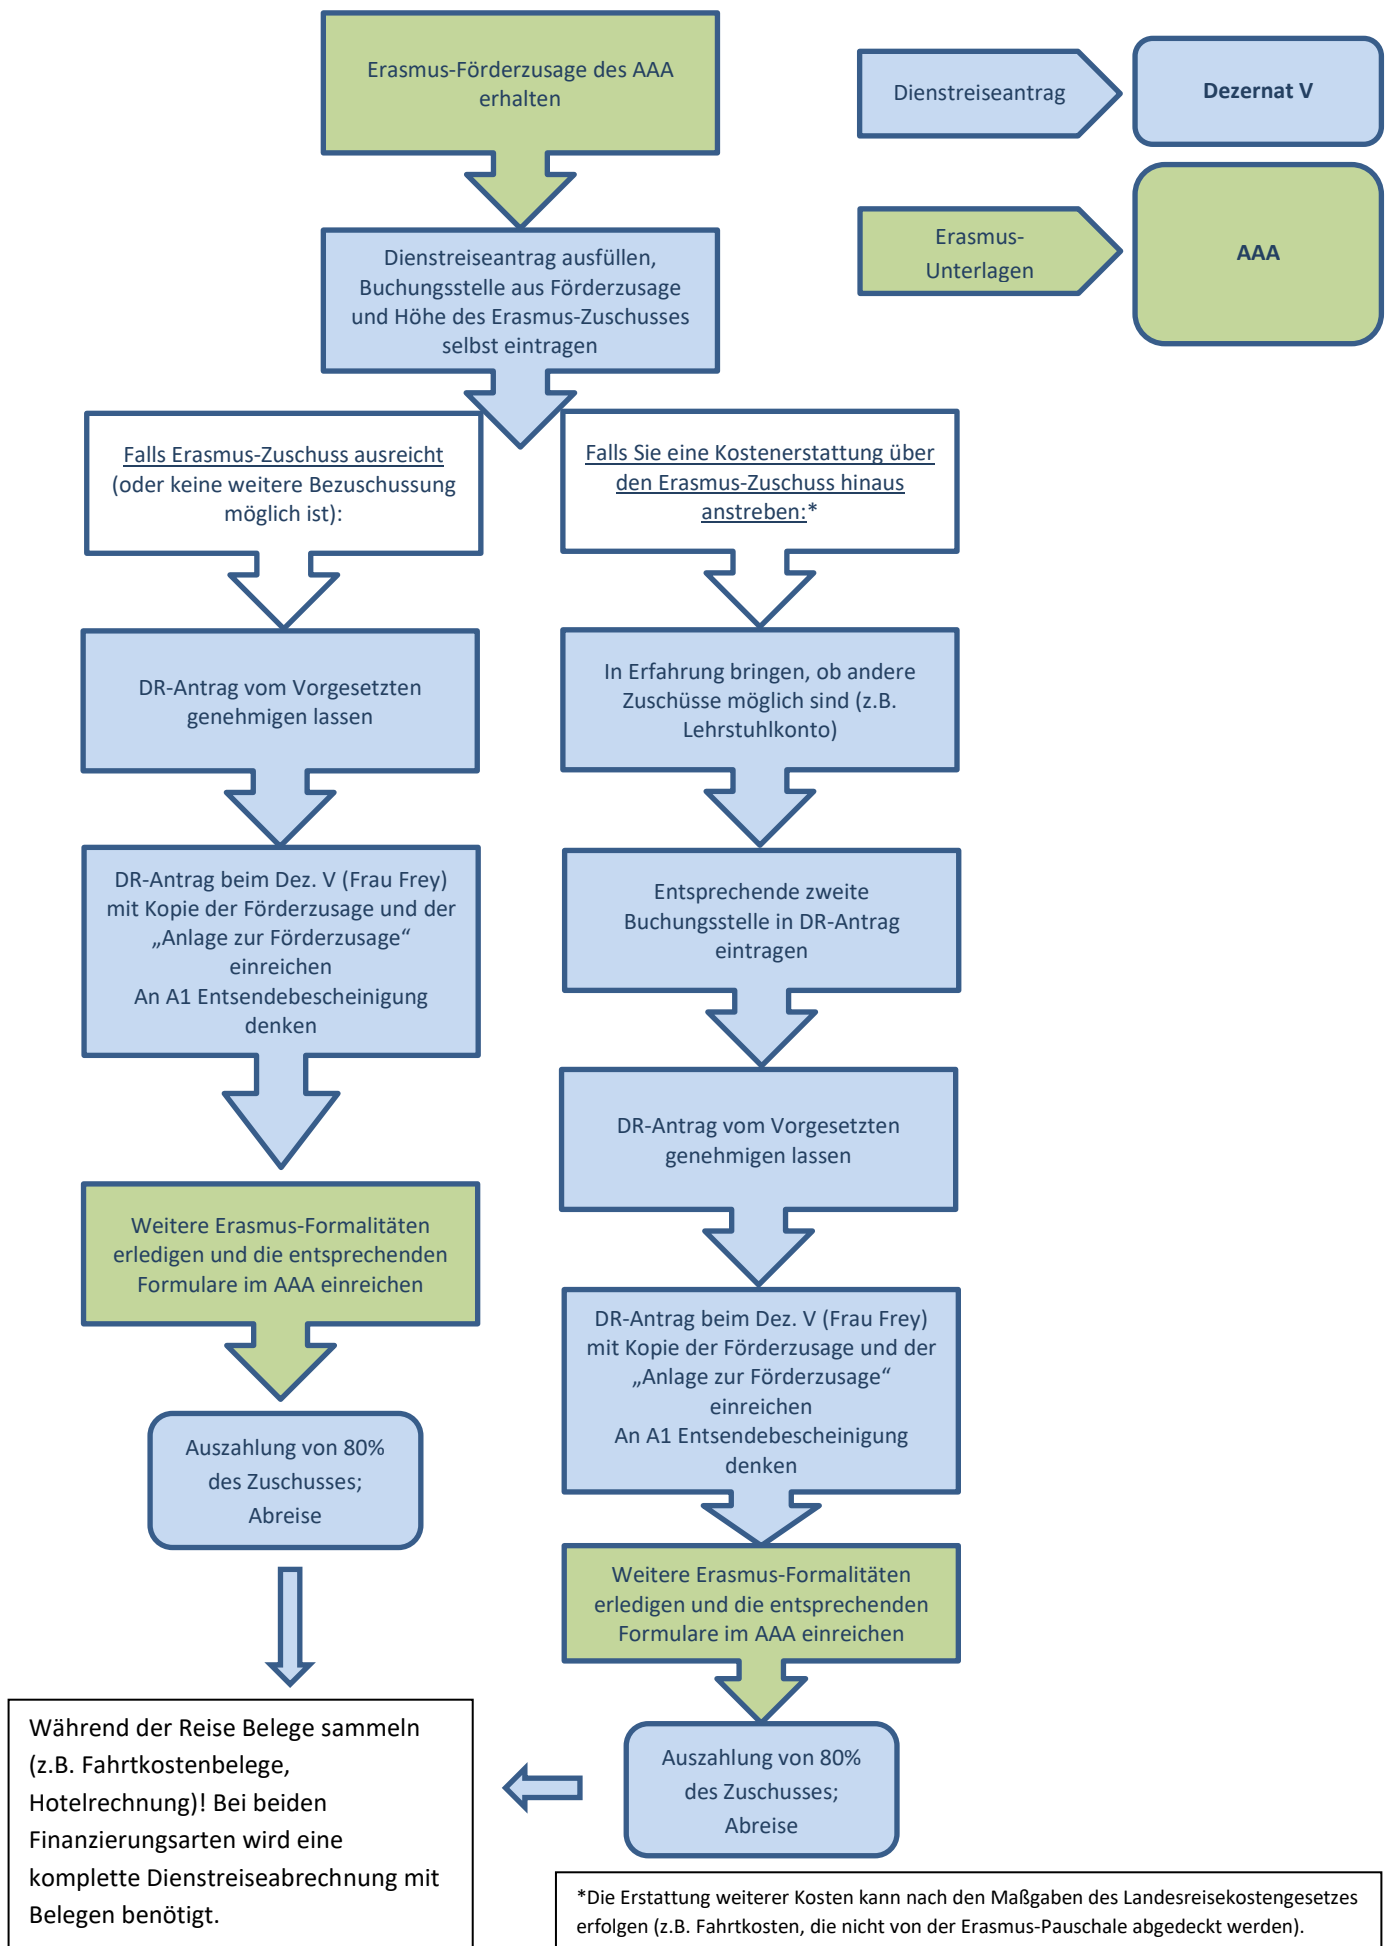 Erasmus-Förderzusage des AAA
erhalten
Dienstreiseantrag
Dezernat V
Erasmus-
Unterlagen
AAA
Dienstreiseantrag ausfüllen,
Buchungsstelle aus Förderzusage
und Höhe des Erasmus-Zuschusses
selbst eintragen
Falls Erasmus-Zuschuss ausreicht
(oder keine weitere Bezuschussung
möglich ist):
DR-Antrag vom Vorgesetzten
genehmigen lassen
DR-Antrag beim Dez. V (Frau Frey)
mit Kopie der Förderzusage und der
„Anlage zur Förderzusage“
einreichen
An A1 Entsendebescheinigung
denken
Weitere Erasmus-Formalitäten
erledigen und die entsprechenden
Formulare im AAA einreichen
Auszahlung von 80%
des Zuschusses;
Abreise
Falls Sie eine Kostenerstattung über
den Erasmus-Zuschuss hinaus
anstreben:*
In Erfahrung bringen, ob andere
Zuschüsse möglich sind (z.B.
Lehrstuhlkonto)
Entsprechende zweite
Buchungsstelle in DR-Antrag
eintragen
DR-Antrag vom Vorgesetzten
genehmigen lassen
DR-Antrag beim Dez. V (Frau Frey)
mit Kopie der Förderzusage und der
„Anlage zur Förderzusage“
einreichen
An A1 Entsendebescheinigung
denken
Weitere Erasmus-Formalitäten
erledigen und die entsprechenden
Formulare im AAA einreichen
Auszahlung von 80%
des Zuschusses;
Abreise
Während der Reise Belege sammeln
(z.B. Fahrtkostenbelege,
Hotelrechnung)! Bei beiden
Finanzierungsarten wird eine
komplette Dienstreiseabrechnung mit
Belegen benötigt.
*Die Erstattung weiterer Kosten kann nach den Maßgaben des Landesreisekostengesetzes
erfolgen (z.B. Fahrtkosten, die nicht von der Erasmus-Pauschale abgedeckt werden).